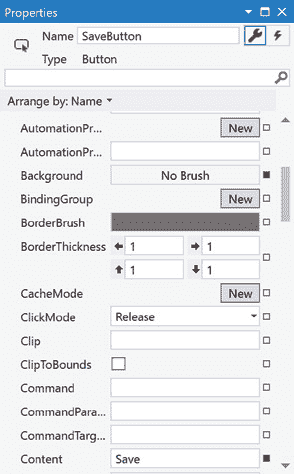 Properties
Name SaveButton
Type Button
Arrange by: Name
AutomationPr... New
AutomationPr...
Background No Brush
BindingGroup New
BorderBrush
BorderThickness 1 1
1 1
CacheMode New
ClickMode Release
Clip
ClipToBounds
Command
CommandPara...
CommandTarg...
Content Save